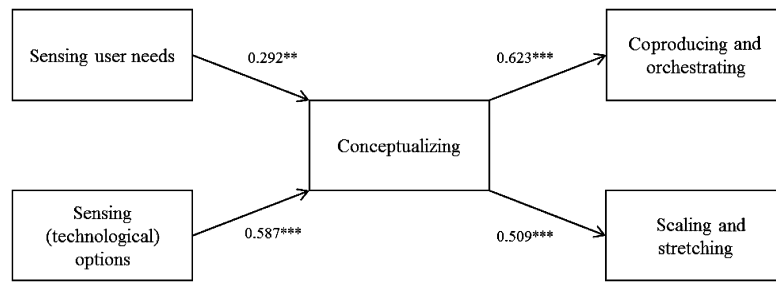 Sensing user needs
0.292**
0.623***
Coproducing and
orchestrating
Conceptualizing
Sensing
(technological)
options
0.587***
0.509***
Scaling and
stretching